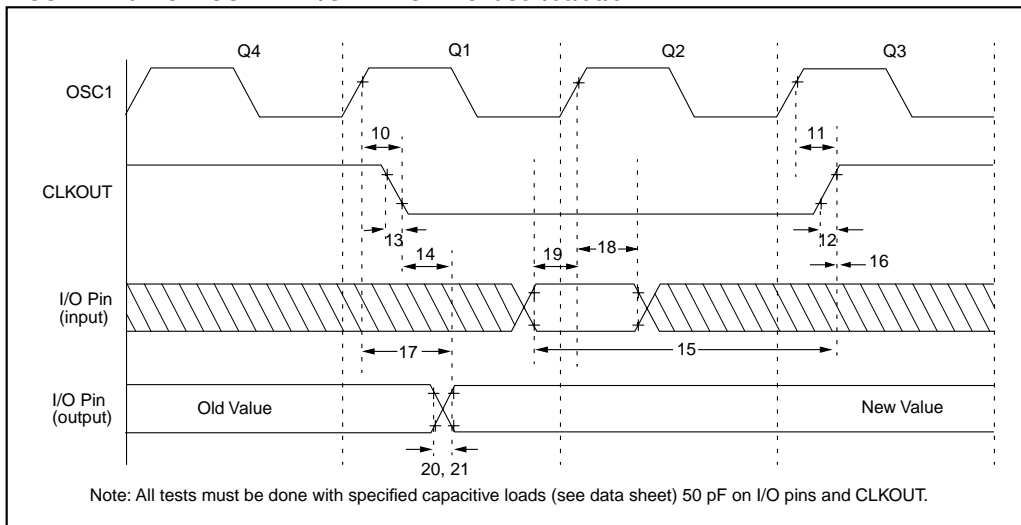 Q4 Q1 Q2 Q3
OSC1
10 11
CLKOUT
13 12
14 19 18 16
I/O Pin
(input)
17 15
I/O Pin
(output)
Old Value New Value
20, 21
Note: All tests must be done with specified capacitive loads (see data sheet) 50 pF on I/O pins and CLKOUT.